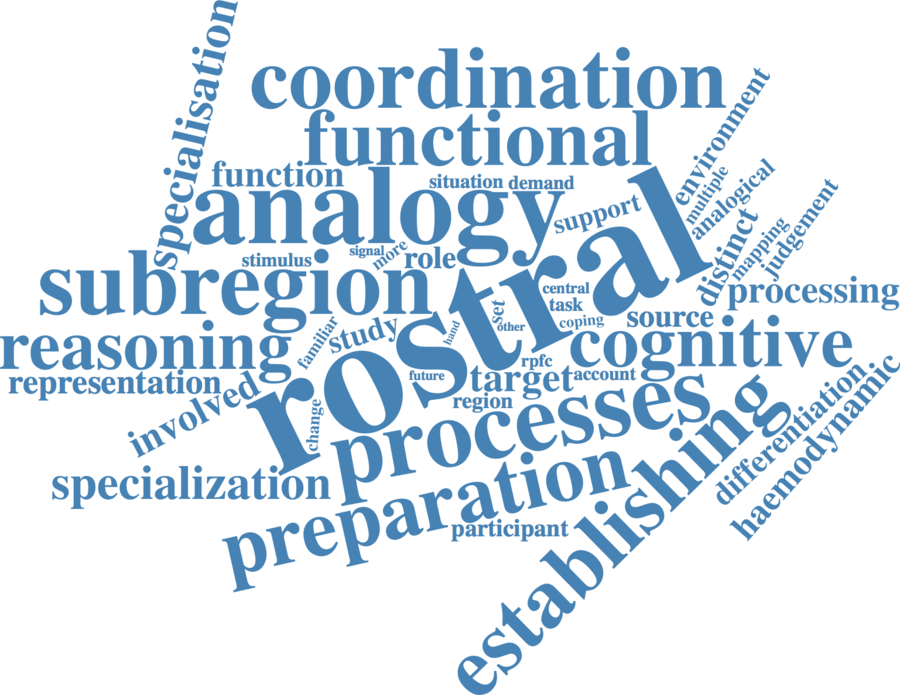 specialisation
coordination
functional
environment
function
situation
demand
multiple
analogical
analogy
support
judgement
signal
more
role
stimulus
distinct
mapping
subregion
rostral
central
processing
set
task
source
familiar
study
hand
other
coping
reasoning
cognitive
rpfc
representation
future
target
account
involved
region
differentiation
change
processes
haemodynamic
specialization
establishing
preparation
participant